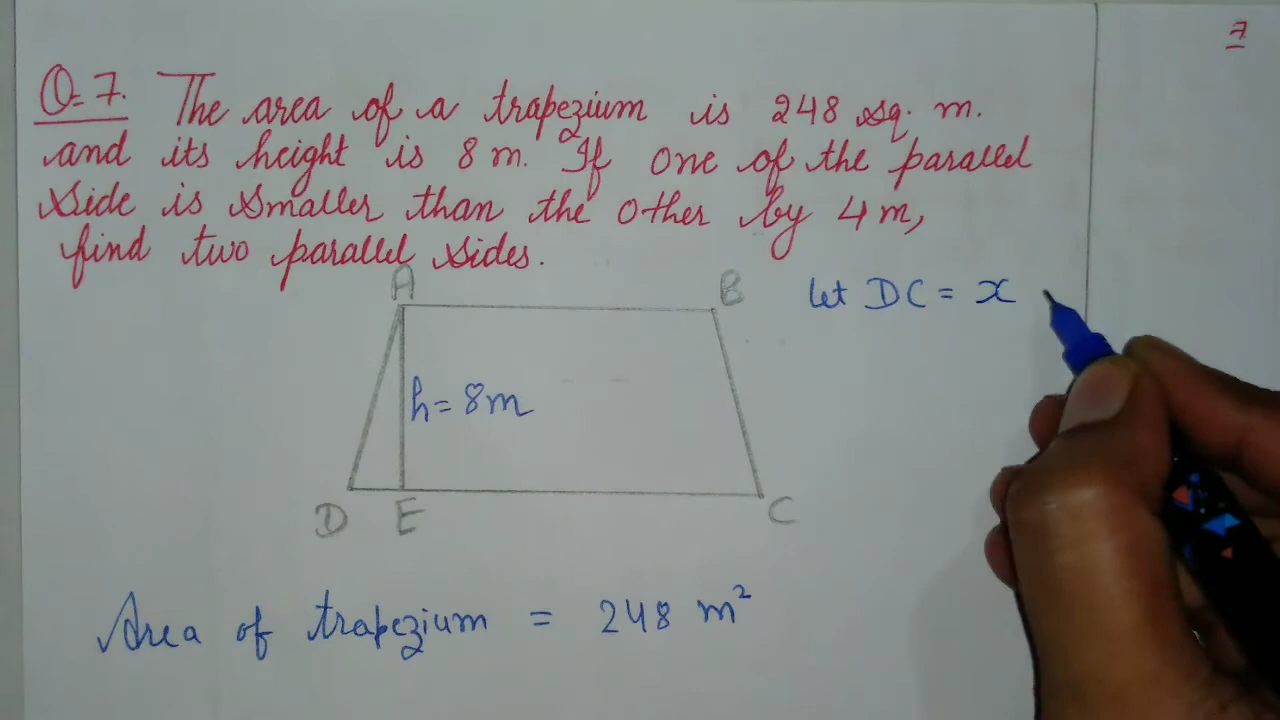 7
Q.7. The area of a trapezium is 248 sq. m.
and its height is 8 m. If one of the parallel
side is smaller than the other by 4 m,
find two parallel sides.
A
B
let DC = x
h = 8m
D
E
C
Area of trapezium = 248 m²